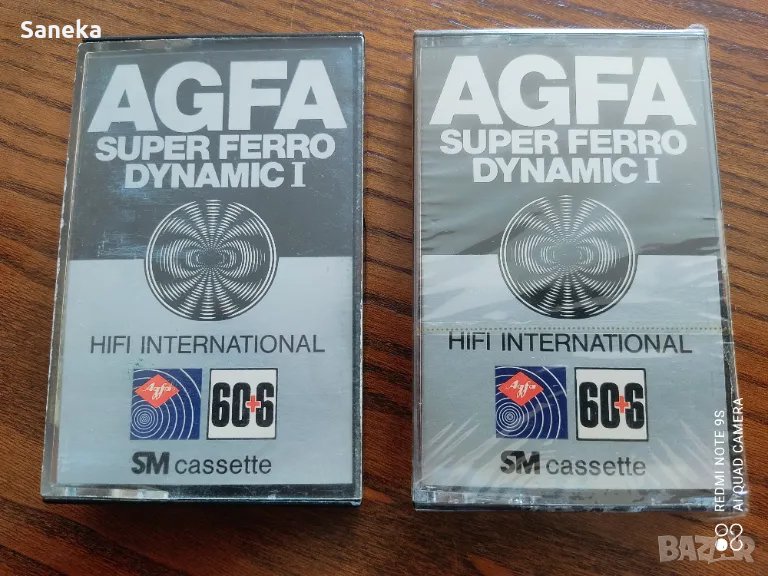 Saneka
AGFA
SUPER FERRO
DYNAMIC I
HIFI INTERNATIONAL
Agfa
60+6
SM cassette
AGFA
SUPER FERRO
DYNAMIC I
HIFI INTERNATIONAL
Agfa
60+6
SM cassette
REDMI NOTE 9S
AI QUAD CAMERA
BAZAR